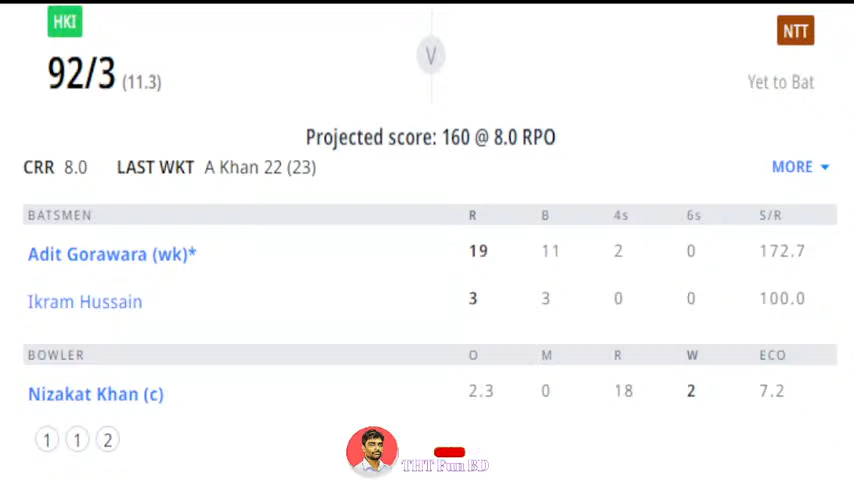 HKI
NTT
V
92/3 (11.3)
Yet to Bat
Projected score: 160 @ 8.0 RPO
CRR 8.0 LAST WKT A Khan 22 (23) MORE
BATSMEN R B 4s 6s S/R
Adit Gorawara (wk)* 19 11 2 0 172.7
Ikram Hussain 3 3 0 0 100.0
BOWLER O M R W ECO
Nizakat Khan (c) 2.3 0 18 2 7.2
1 1 2
THT Fun BD